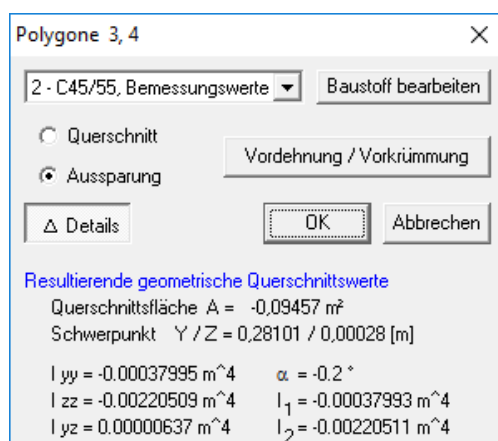 Polygone 3, 4
2 - C45/55, Bemessungswerte Baustoff bearbeiten
Querschnitt
Vordehnung / Vorkrümmung
Aussparung
Δ Details OK Abbrechen
Resultierende geometrische Querschnittswerte
Querschnittsfläche A = -0,09457 m²
Schwerpunkt Y / Z = 0,28101 / 0,00028 [m]
I yy = -0.00037995 m^4 α = -0.2 °
I zz = -0.00220509 m^4 I1 = -0.00037993 m^4
I yz = 0.00000637 m^4 I2 = -0.00220511 m^4